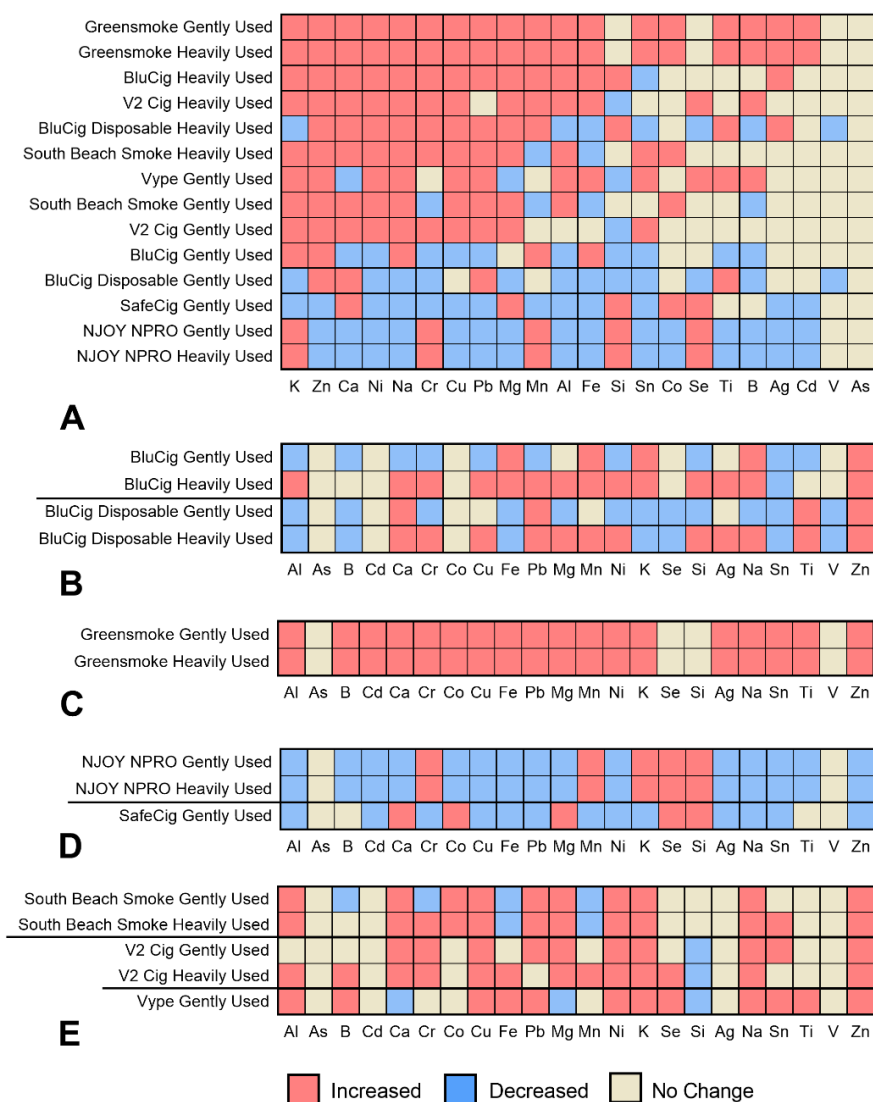 Greensmoke Gently Used
Greensmoke Heavily Used
BluCig Heavily Used
V2 Cig Heavily Used
BluCig Disposable Heavily Used
South Beach Smoke Heavily Used
Vype Gently Used
South Beach Smoke Gently Used
V2 Cig Gently Used
BluCig Gently Used
BluCig Disposable Gently Used
SafeCig Gently Used
NJOY NPRO Gently Used
NJOY NPRO Heavily Used
K Zn Ca Ni Na Cr Cu Pb Mg Mn Al Fe Si Sn Co Se Ti B Ag Cd V As
A
BluCig Gently Used
BluCig Heavily Used
BluCig Disposable Gently Used
BluCig Disposable Heavily Used
Al As B Cd Ca Cr Co Cu Fe Pb Mg Mn Ni K Se Si Ag Na Sn Ti V Zn
B
Greensmoke Gently Used
Greensmoke Heavily Used
Al As B Cd Ca Cr Co Cu Fe Pb Mg Mn Ni K Se Si Ag Na Sn Ti V Zn
C
NJOY NPRO Gently Used
NJOY NPRO Heavily Used
SafeCig Gently Used
Al As B Cd Ca Cr Co Cu Fe Pb Mg Mn Ni K Se Si Ag Na Sn Ti V Zn
D
South Beach Smoke Gently Used
South Beach Smoke Heavily Used
V2 Cig Gently Used
V2 Cig Heavily Used
Vype Gently Used
Al As B Cd Ca Cr Co Cu Fe Pb Mg Mn Ni K Se Si Ag Na Sn Ti V Zn
E
Increased Decreased No Change